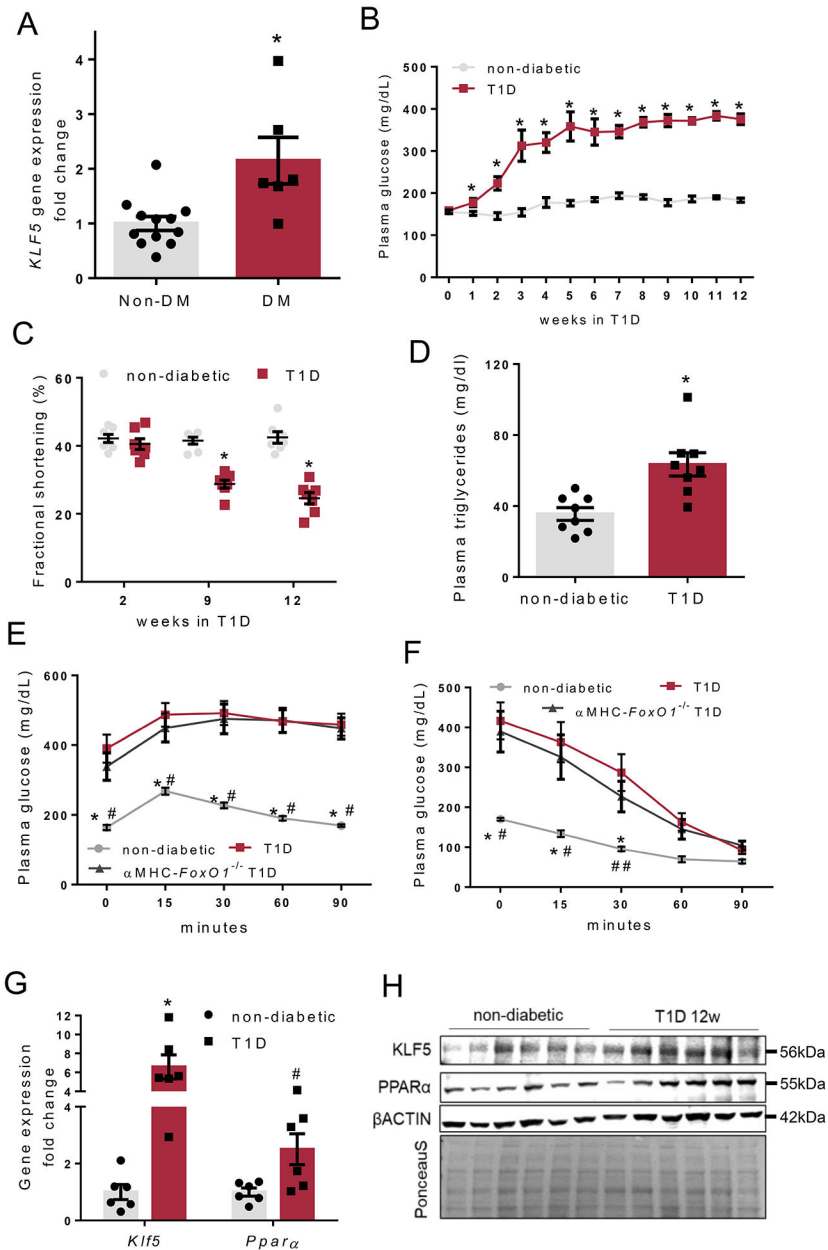 A
KLF5 gene expression
fold change
4
3
2
1
0
*
Non-DM
DM
B
Plasma glucose (mg/dL)
500
400
300
200
100
0
non-diabetic
T1D
* * * * * * * * * * * *
0 1 2 3 4 5 6 7 8 9 10 11 12
weeks in T1D
C
Fractional shortening (%)
60
40
20
0
non-diabetic
T1D
*
*
2 9 12
weeks in T1D
D
Plasma triglycerides (mg/dl)
120
80
40
0
*
non-diabetic
T1D
E
Plasma glucose (mg/dL)
600
400
200
0
* # * # * # * # * #
non-diabetic
T1D
αMHC-FoxO1-/- T1D
0 15 30 60 90
minutes
F
Plasma glucose (mg/dL)
500
400
300
200
100
0
non-diabetic
T1D
αMHC-FoxO1-/- T1D
* #
* #
*
##
0 15 30 60 90
minutes
G
Gene expression
fold change
12
10
8
6
4
4
2
0
non-diabetic
T1D
*
#
Klf5
Pparα
H
non-diabetic
T1D 12w
KLF5
56kDa
PPARα
55kDa
βACTIN
42kDa
PonceauS